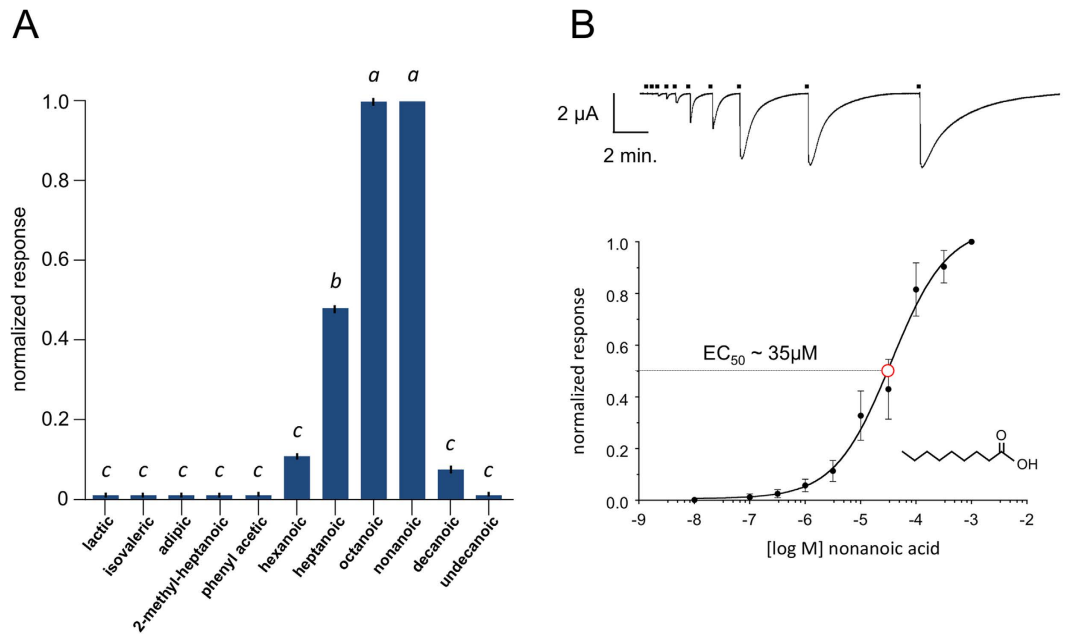 A
normalized response
1.0
0.8
0.6
0.4
0.2
0
c
c
c
c
c
c
b
a
a
c
c
lactic
isovaleric
adipic
2-methyl-heptanoic
phenyl acetic
hexanoic
heptanoic
octanoic
nonanoic
decanoic
undecanoic
B
2 µA
2 min.
normalized response
1.0
0.8
0.6
0.4
0.2
0.0
EC50 ~ 35µM
O
OH
-9
-8
-7
-6
-5
-4
-3
-2
[log M] nonanoic acid